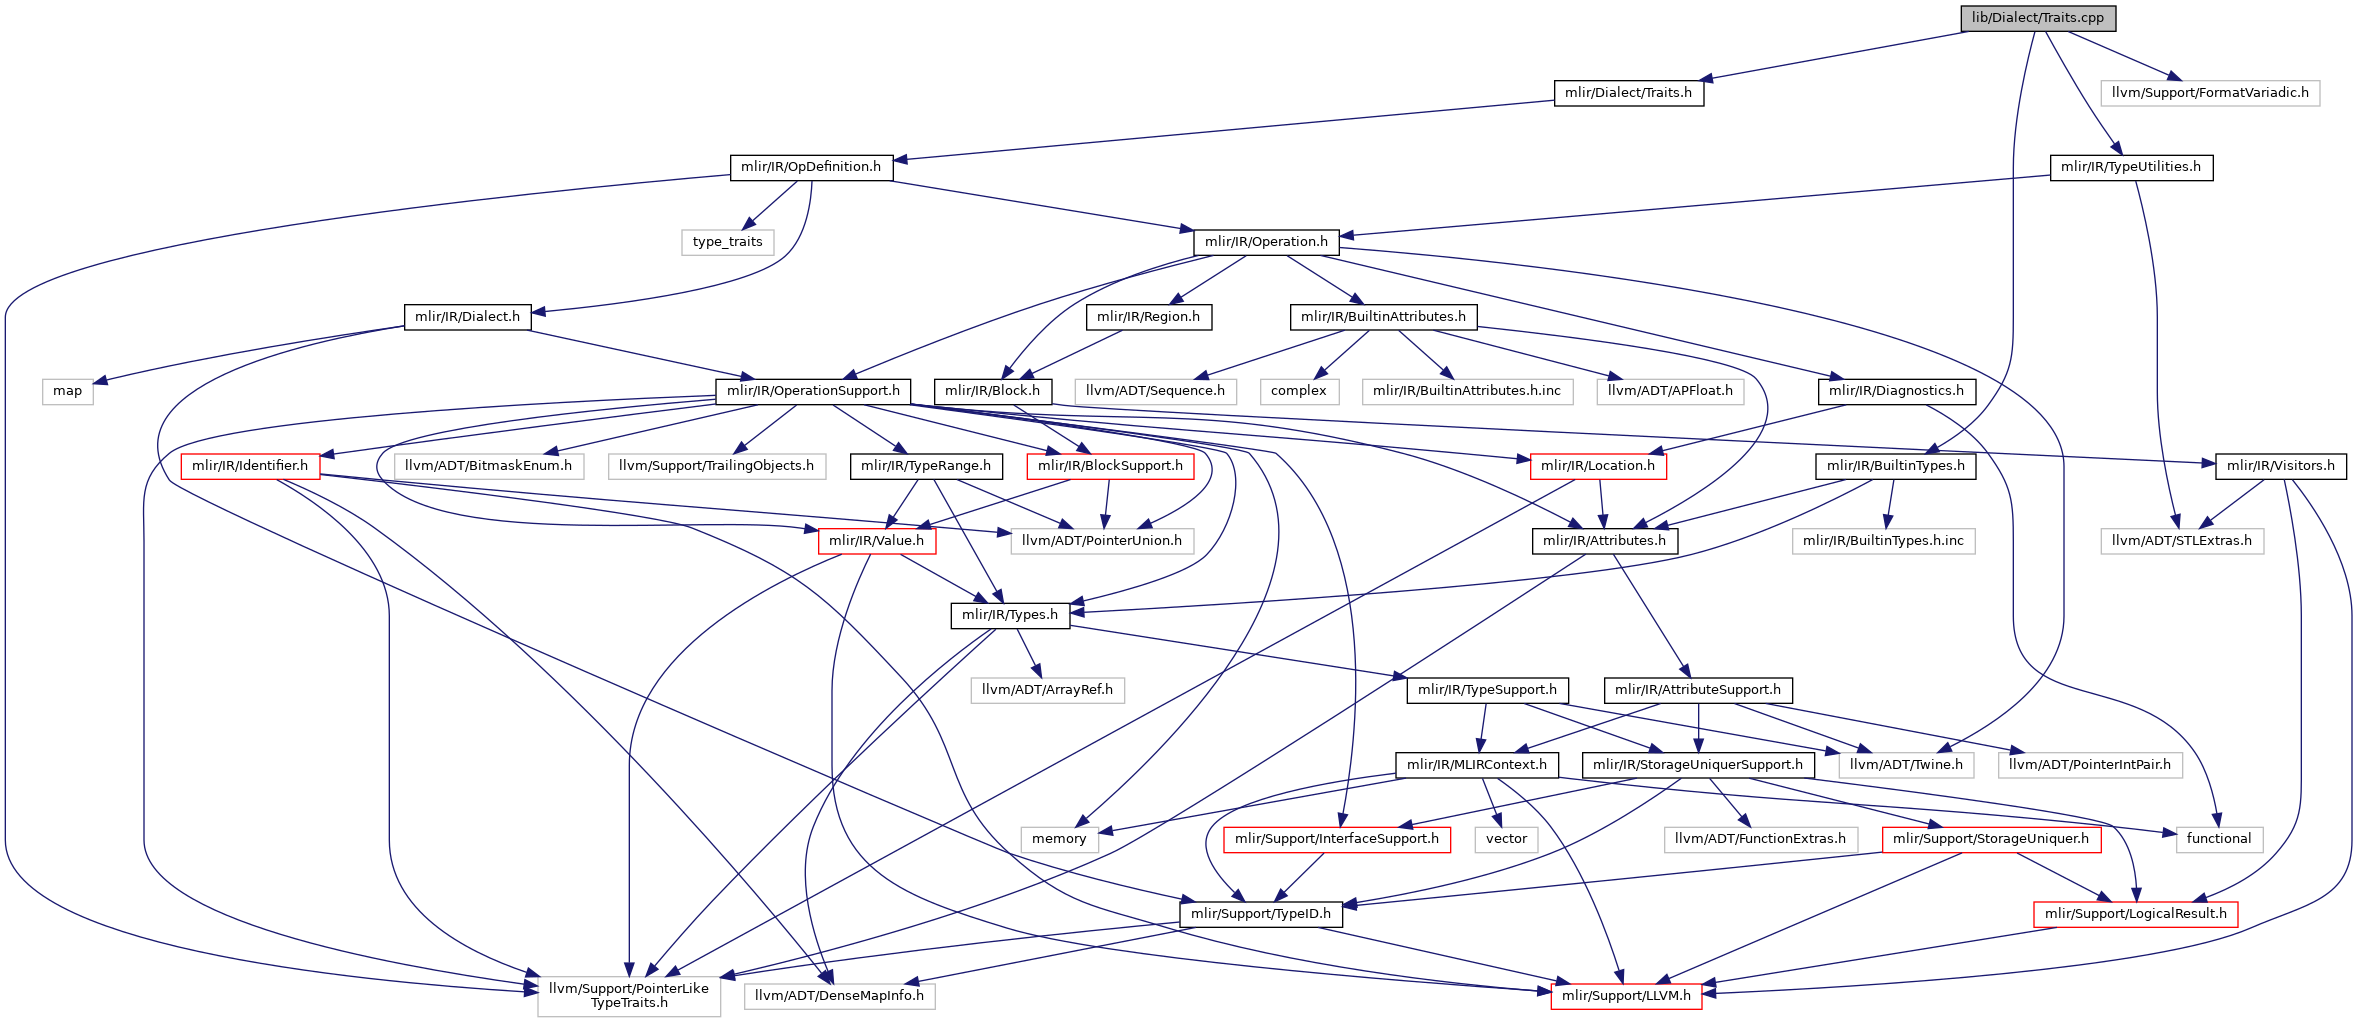 lib/Dialect/Traits.cpp
mlir/Dialect/Traits.h
llvm/Support/FormatVariadic.h
mlir/IR/OpDefinition.h
mlir/IR/TypeUtilities.h
type_traits
mlir/IR/Operation.h
mlir/IR/Dialect.h
mlir/IR/Region.h
mlir/IR/BuiltinAttributes.h
map
mlir/IR/OperationSupport.h
mlir/IR/Block.h
llvm/ADT/Sequence.h
complex
mlir/IR/BuiltinAttributes.h.inc
llvm/ADT/APFloat.h
mlir/IR/Diagnostics.h
mlir/IR/Identifier.h
llvm/ADT/BitmaskEnum.h
llvm/Support/TrailingObjects.h
mlir/IR/TypeRange.h
mlir/IR/BlockSupport.h
mlir/IR/Location.h
mlir/IR/BuiltinTypes.h
mlir/IR/Visitors.h
mlir/IR/Value.h
llvm/ADT/PointerUnion.h
mlir/IR/Attributes.h
mlir/IR/BuiltinTypes.h.inc
llvm/ADT/STLExtras.h
mlir/IR/Types.h
llvm/ADT/ArrayRef.h
mlir/IR/TypeSupport.h
mlir/IR/AttributeSupport.h
mlir/IR/MLIRContext.h
mlir/IR/StorageUniquerSupport.h
llvm/ADT/Twine.h
llvm/ADT/PointerIntPair.h
memory
mlir/Support/InterfaceSupport.h
vector
llvm/ADT/FunctionExtras.h
mlir/Support/StorageUniquer.h
functional
mlir/Support/TypeID.h
mlir/Support/LogicalResult.h
llvm/Support/PointerLike
TypeTraits.h
llvm/ADT/DenseMapInfo.h
mlir/Support/LLVM.h